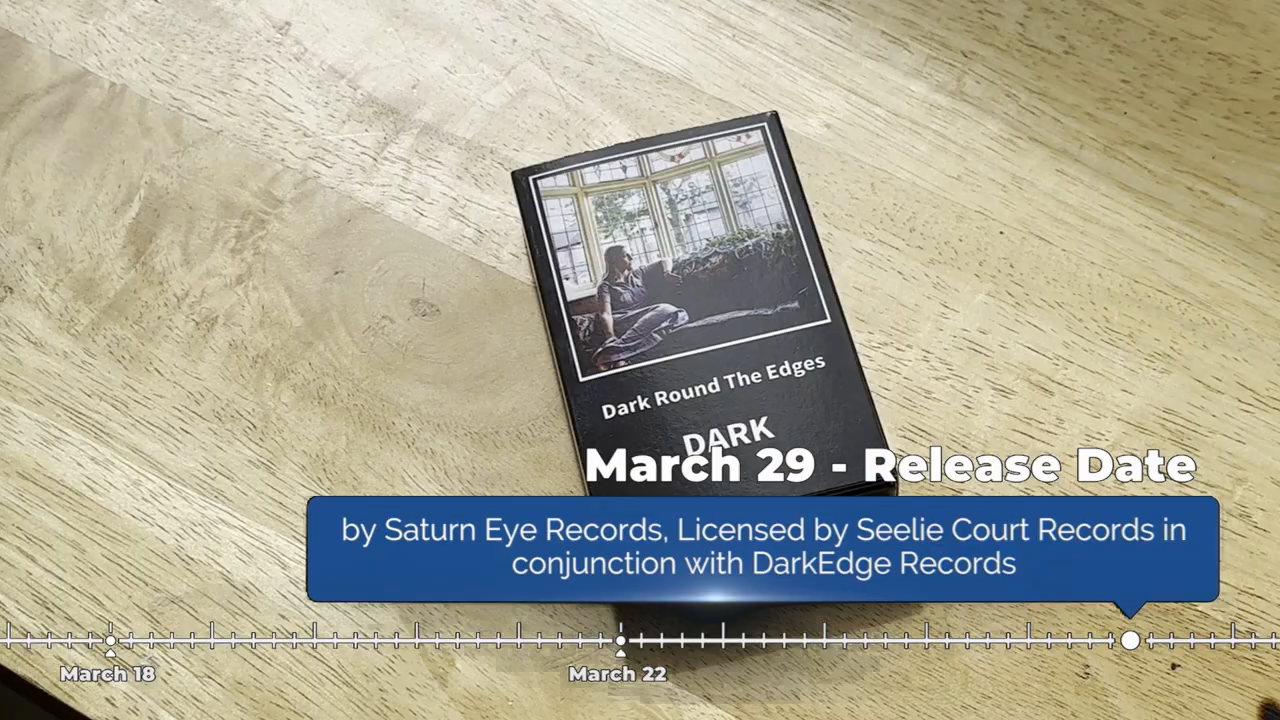 Dark Round The Edges
DARK
March 29 - Release Date
by Saturn Eye Records, Licensed by Seelie Court Records in
conjunction with DarkEdge Records
March 18
March 22